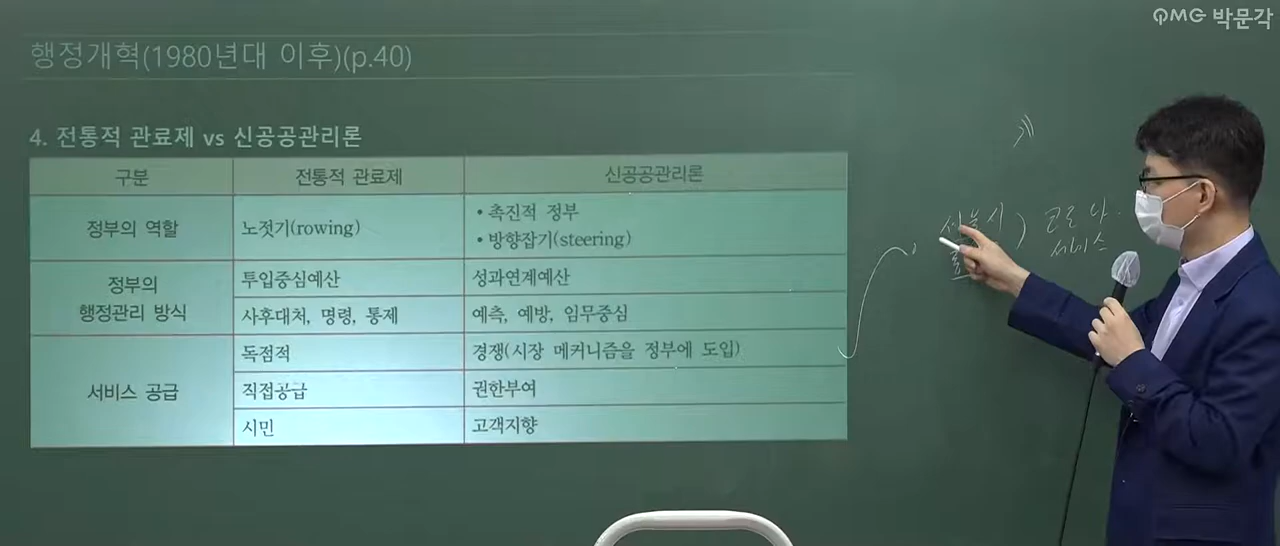 PMG 박문각
행정개혁(1980년대 이후)(p.40)
4. 전통적 관료제 vs 신공공관리론
구분 전통적 관료제 신공공관리론
정부의 역할 노젓기(rowing) • 촉진적 정부
• 방향잡기(steering)
정부의 행정관리 방식 투입중심예산 성과연계예산
사후대처, 명령, 통제 예측, 예방, 임무중심
서비스 공급 독점적 경쟁(시장 메커니즘을 정부에 도입)
직접공급 권한부여
시민 고객지향
코로나
서비스